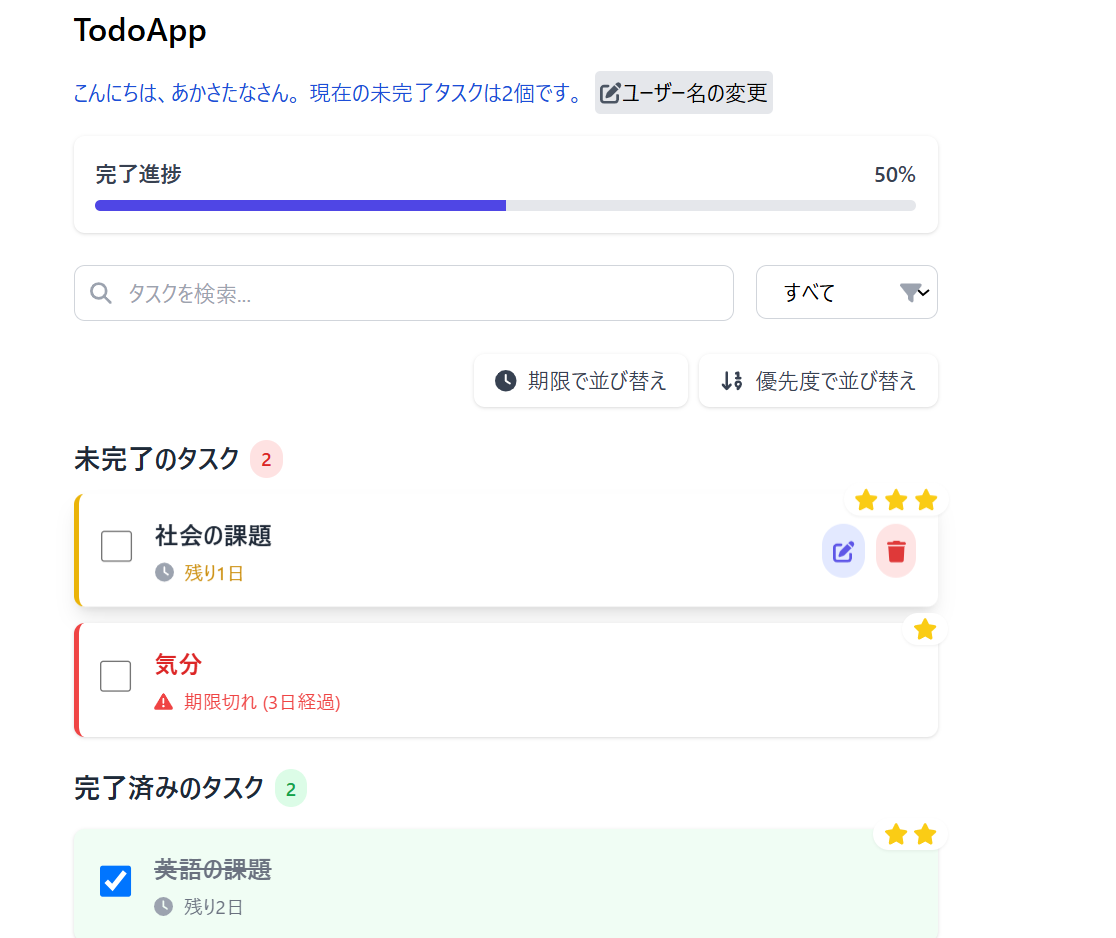 TodoApp
こんにちは、あかさたなさん。現在の未完了タスクは2個です。 ユーザー名の変更
完了進捗 50%
タスクを検索... すべて
期限で並び替え 優先度で並び替え
未完了のタスク 2
社会の課題
残り1日
気分
期限切れ (3日経過)
完了済みのタスク 2
英語の課題
残り2日